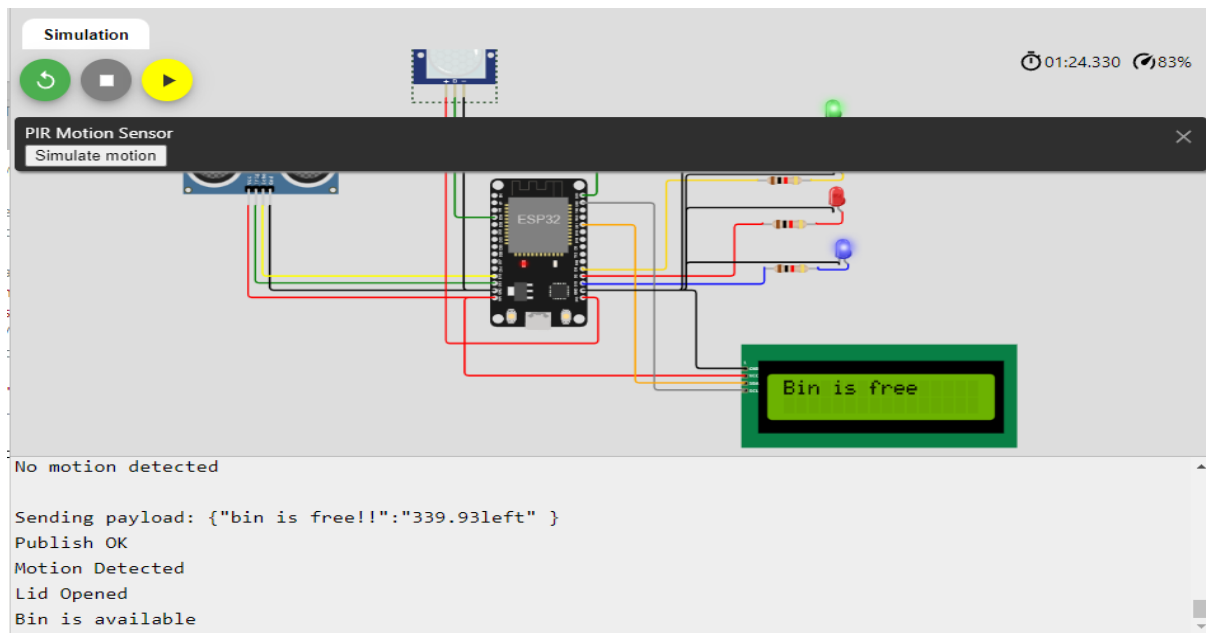 Simulation
01:24.330 83%
PIR Motion Sensor
Simulate motion
ESP32
Bin is free
No motion detected
Sending payload: {"bin is free!!":"339.93left" }
Publish OK
Motion Detected
Lid Opened
Bin is available